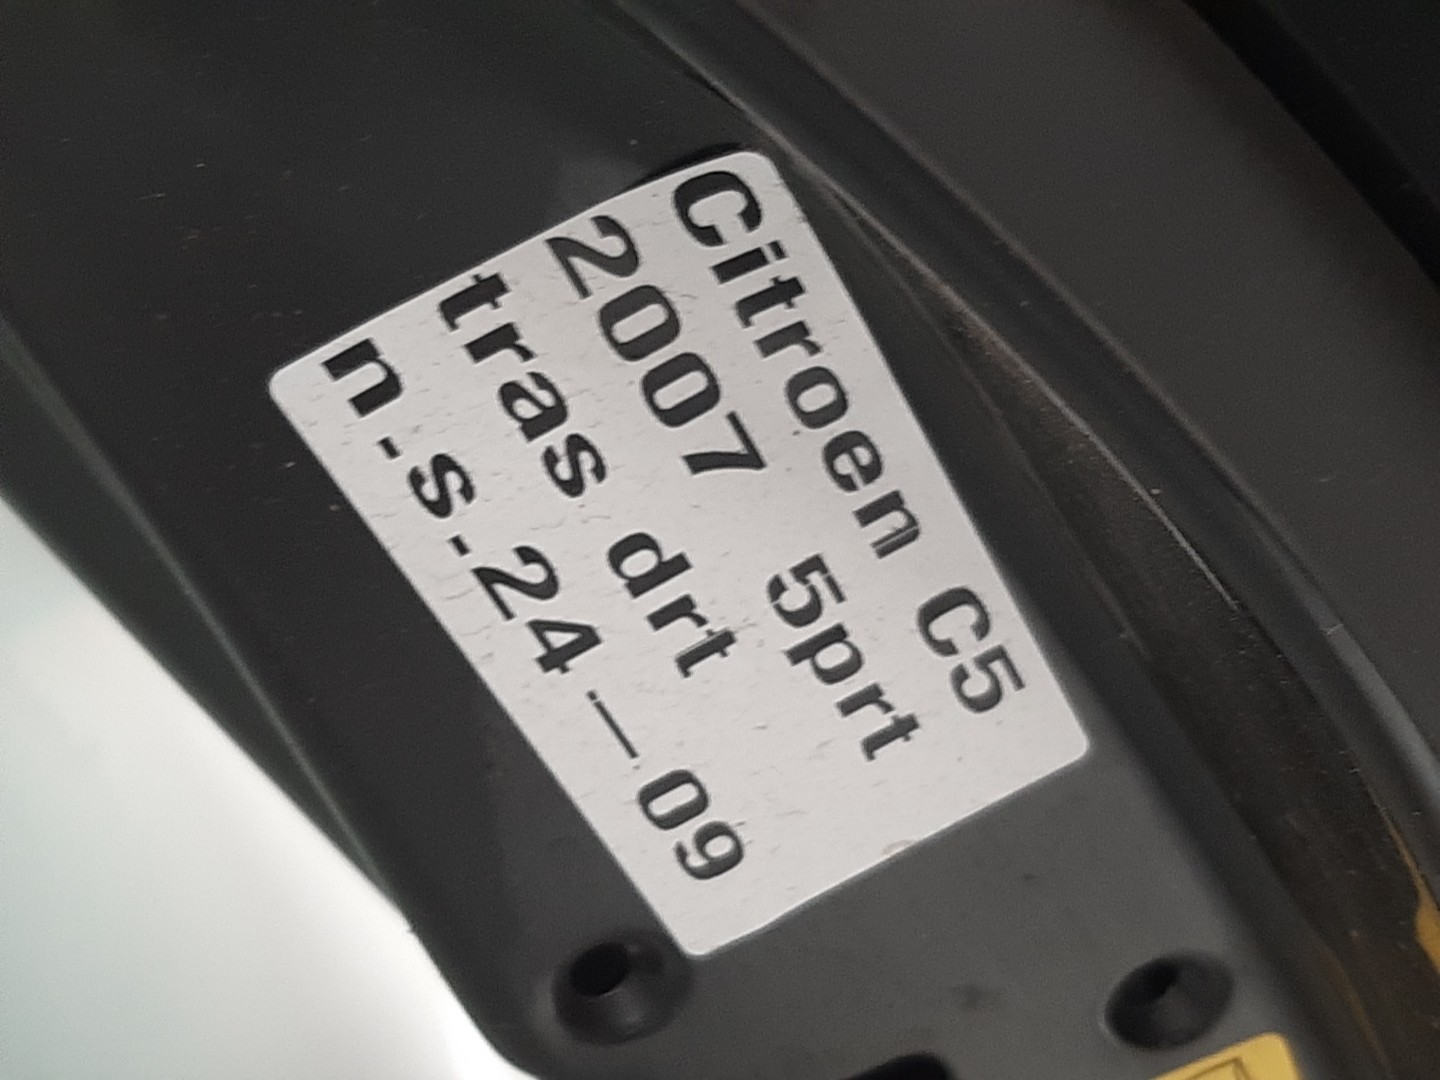 Citroen C5
2007 5prt
tras drt
n-s-24—09